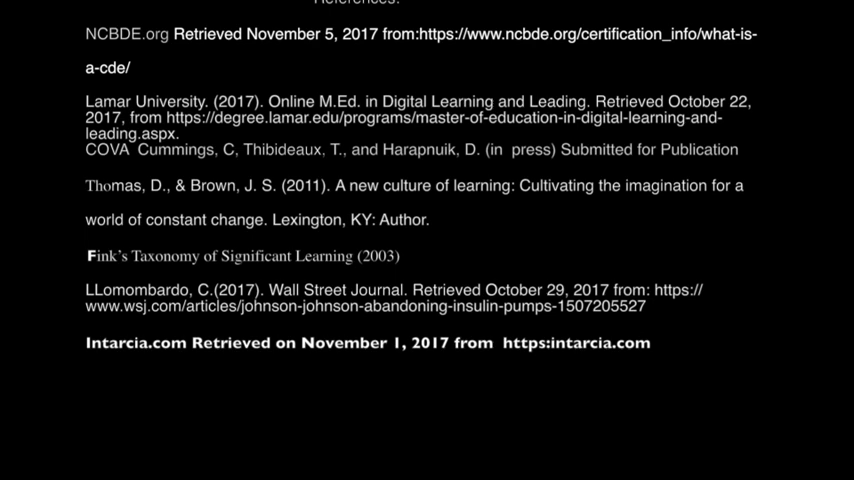 References:
NCBDE.org Retrieved November 5, 2017 from:https://www.ncbde.org/certification_info/what-is-
a-cde/
Lamar University. (2017). Online M.Ed. in Digital Learning and Leading. Retrieved October 22,
2017, from https://degree.lamar.edu/programs/master-of-education-in-digital-learning-and-
leading.aspx.
COVA  Cummings, C, Thibideaux, T., and Harapnuik, D. (in  press) Submitted for Publication
Thomas, D., & Brown, J. S. (2011). A new culture of learning: Cultivating the imagination for a
world of constant change. Lexington, KY: Author.
Fink's Taxonomy of Significant Learning (2003)
LLomombardo, C.(2017). Wall Street Journal. Retrieved October 29, 2017 from: https://
www.wsj.com/articles/johnson-johnson-abandoning-insulin-pumps-1507205527
Intarcia.com Retrieved on November 1, 2017 from  https:intarcia.com